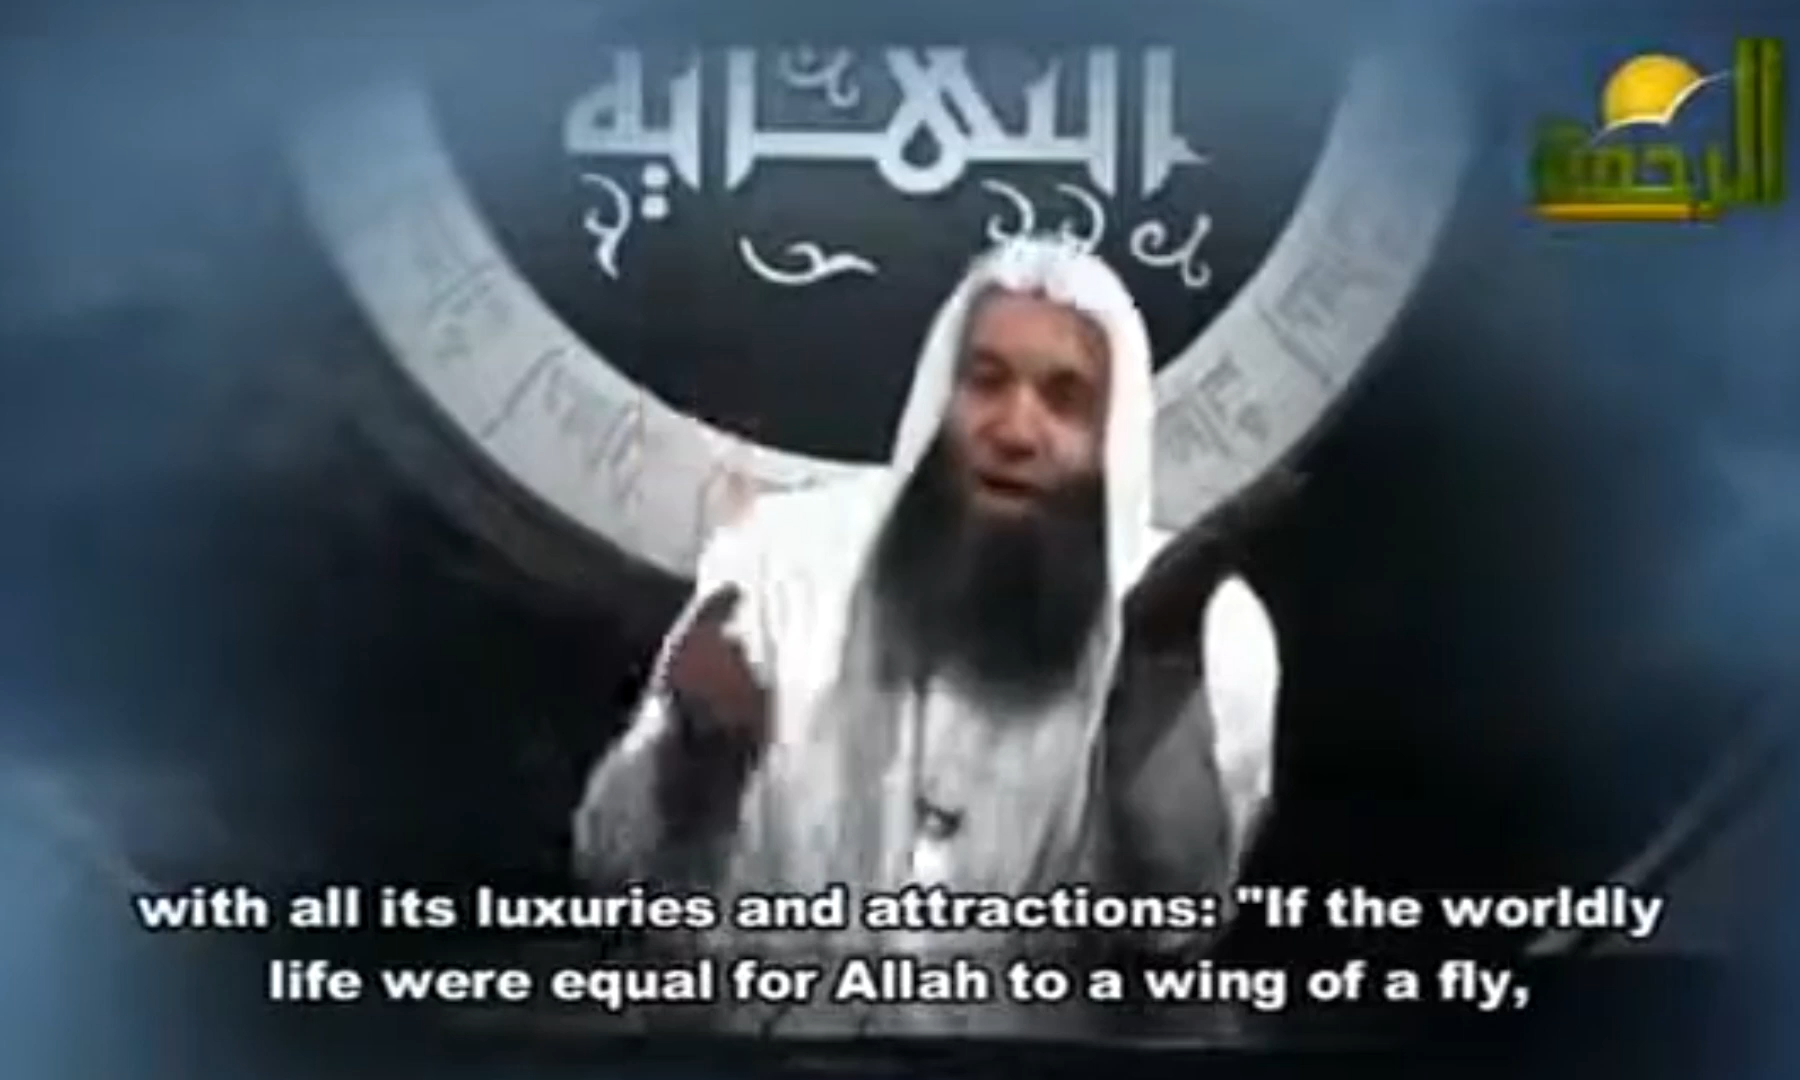 النهاية
الرحمة
with all its luxuries and attractions: "If the worldly
life were equal for Allah to a wing of a fly,